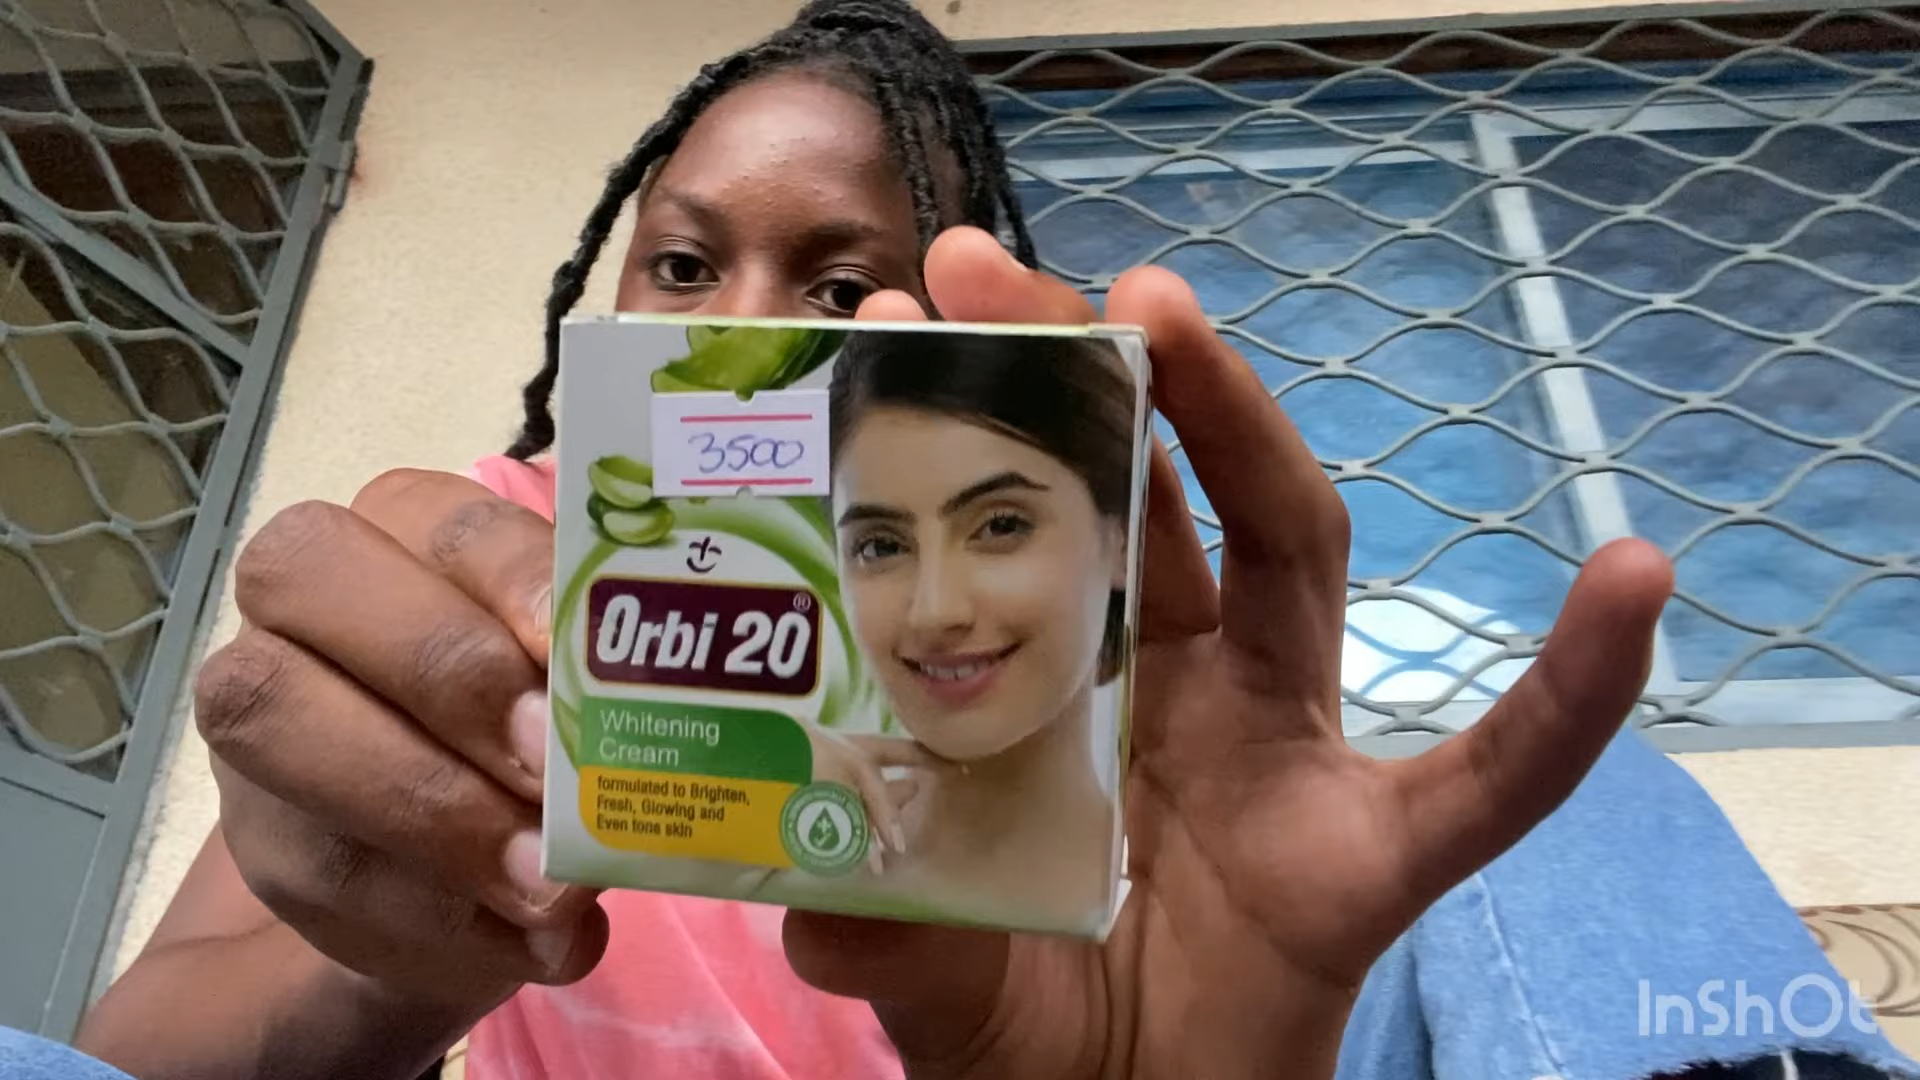 3500
Orbi 20®
Whitening
Cream
formulated to Brighten,
Fresh, Glowing and
Even tone skin
InShOt